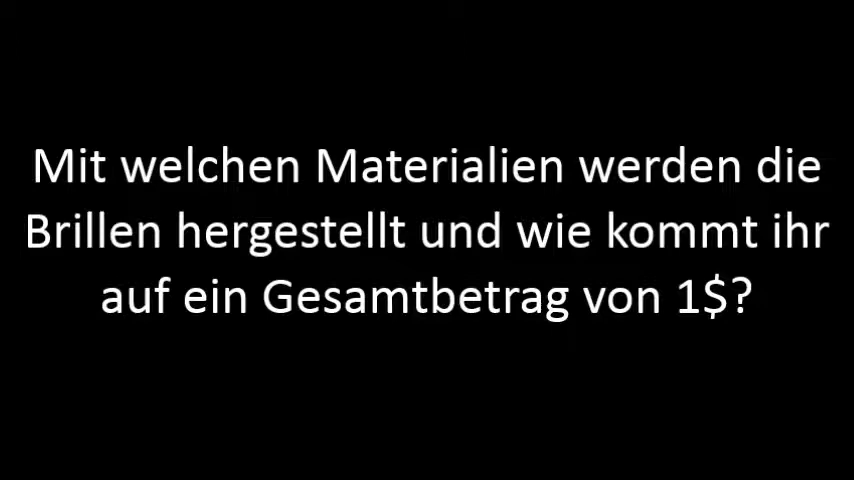 Mit welchen Materialien werden die
Brillen hergestellt und wie kommt ihr
auf ein Gesamtbetrag von 1$?